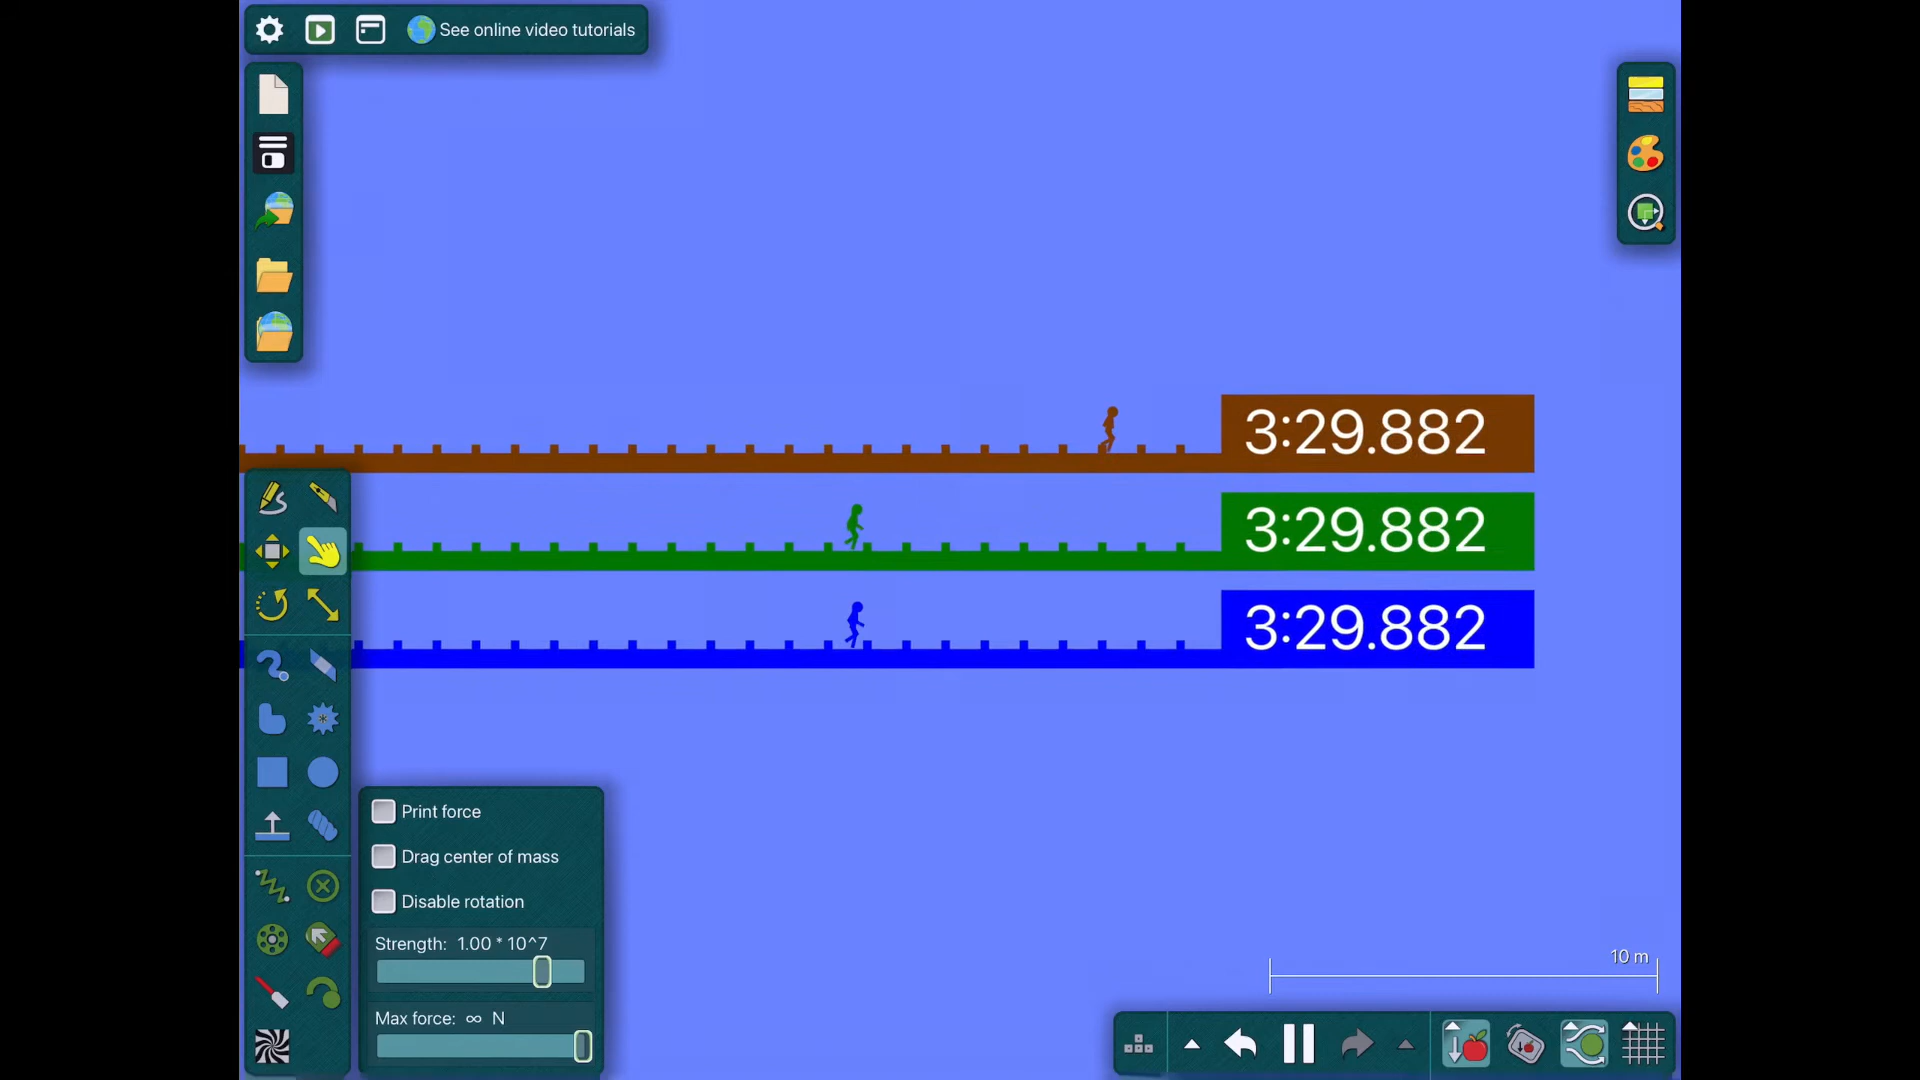 See online video tutorials
3:29.882
3:29.882
3:29.882
Print force
Drag center of mass
Disable rotation
Strength: 1.00 * 10^7
Max force: ∞ N
10 m